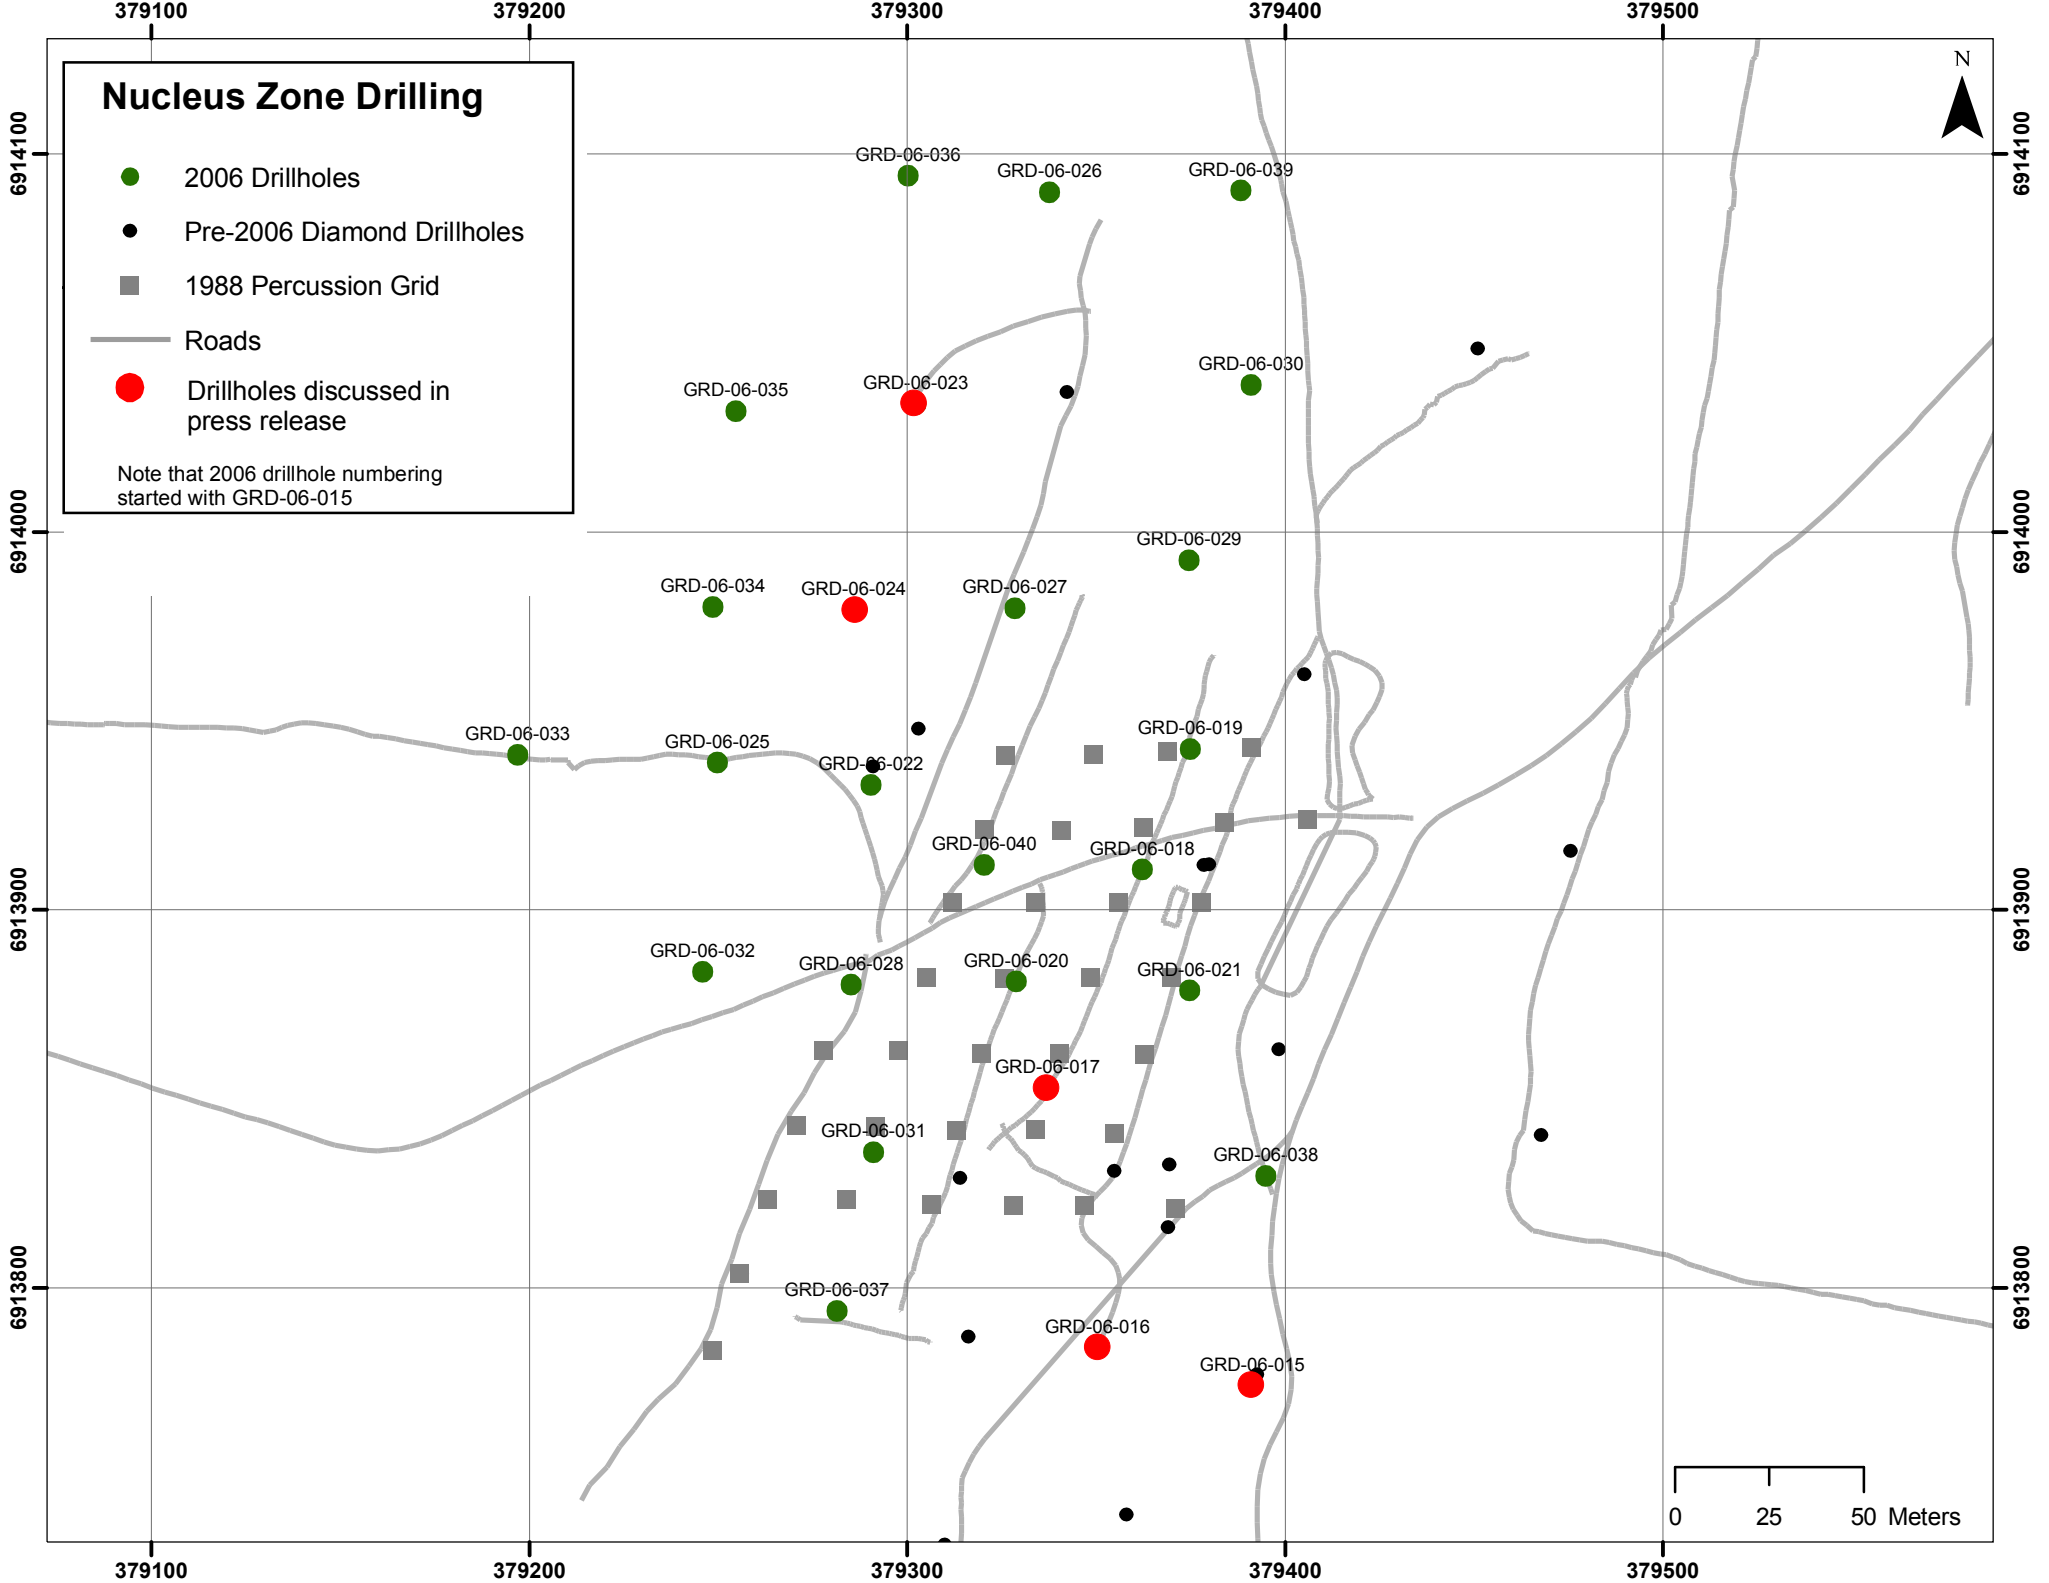 379100 379200 379300 379400 379500
N
Nucleus Zone Drilling
2006 Drillholes
Pre-2006 Diamond Drillholes
1988 Percussion Grid
Roads
Drillholes discussed in
press release
Note that 2006 drillhole numbering
started with GRD-06-015
6914100
6914100
GRD-06-036
GRD-06-026
GRD-06-039
GRD-06-030
GRD-06-035
GRD-06-023
6914000
6914000
GRD-06-029
GRD-06-034
GRD-06-024
GRD-06-027
GRD-06-033
GRD-06-025
GRD-06-022
GRD-06-019
GRD-06-040
GRD-06-018
6913900
6913900
GRD-06-032
GRD-06-028
GRD-06-020
GRD-06-021
GRD-06-017
GRD-06-031
GRD-06-038
6913800
6913800
GRD-06-037
GRD-06-016
GRD-06-015
0 25 50 Meters
379100 379200 379300 379400 379500